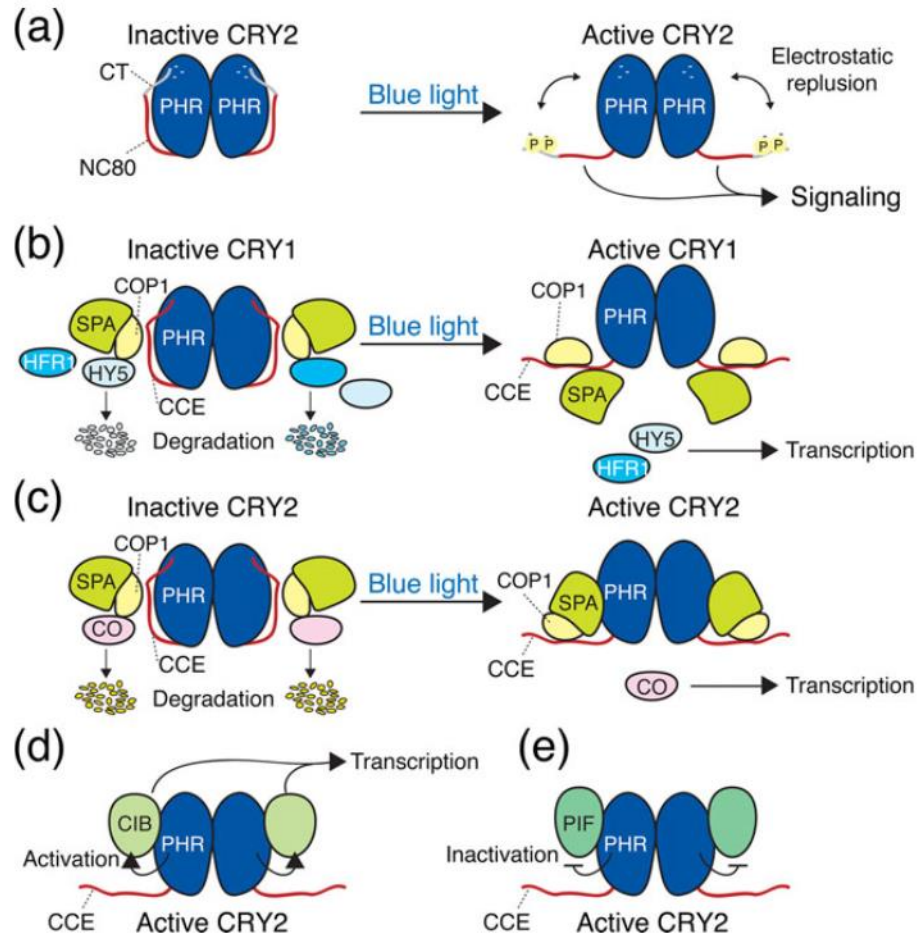 (a)
Inactive CRY2
Active CRY2
CT
PHR
PHR
NC80
Blue light
PHR
PHR
Electrostatic
replusion
P P
P P
Signaling
(b)
Inactive CRY1
Active CRY1
COP1
SPA
PHR
HFR1
HY5
CCE
Degradation
Blue light
COP1
PHR
CCE
SPA
HY5
HFR1
Transcription
(c)
Inactive CRY2
Active CRY2
COP1
SPA
PHR
CO
CCE
Degradation
Blue light
COP1
SPA
PHR
CCE
CO
Transcription
(d)
Transcription
CIB
PHR
Activation
CCE
Active CRY2
(e)
PIF
PHR
Inactivation
CCE
Active CRY2